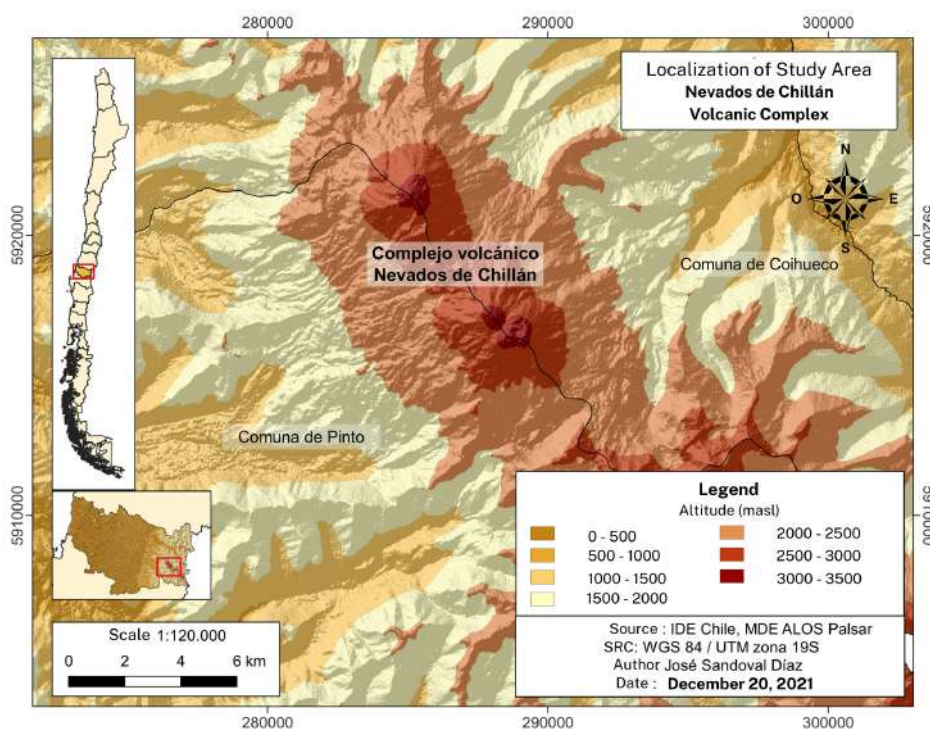 280000
290000
300000
Localization of Study Area
Nevados de Chillán
Volcanic Complex
N
O
E
S
5920000
5920000
Complejo volcánico
Nevados de Chillán
Comuna de Coihueco
Comuna de Pinto
5910000
5910000
Legend
Altitude (masl)
0 - 500
500 - 1000
1000 - 1500
1500 - 2000
2000 - 2500
2500 - 3000
3000 - 3500
Scale 1:120.000
0 2 4 6 km
Source : IDE Chile, MDE ALOS Palsar
SRC: WGS 84 / UTM zona 19S
Author José Sandoval Díaz
Date : December 20, 2021
280000
290000
300000